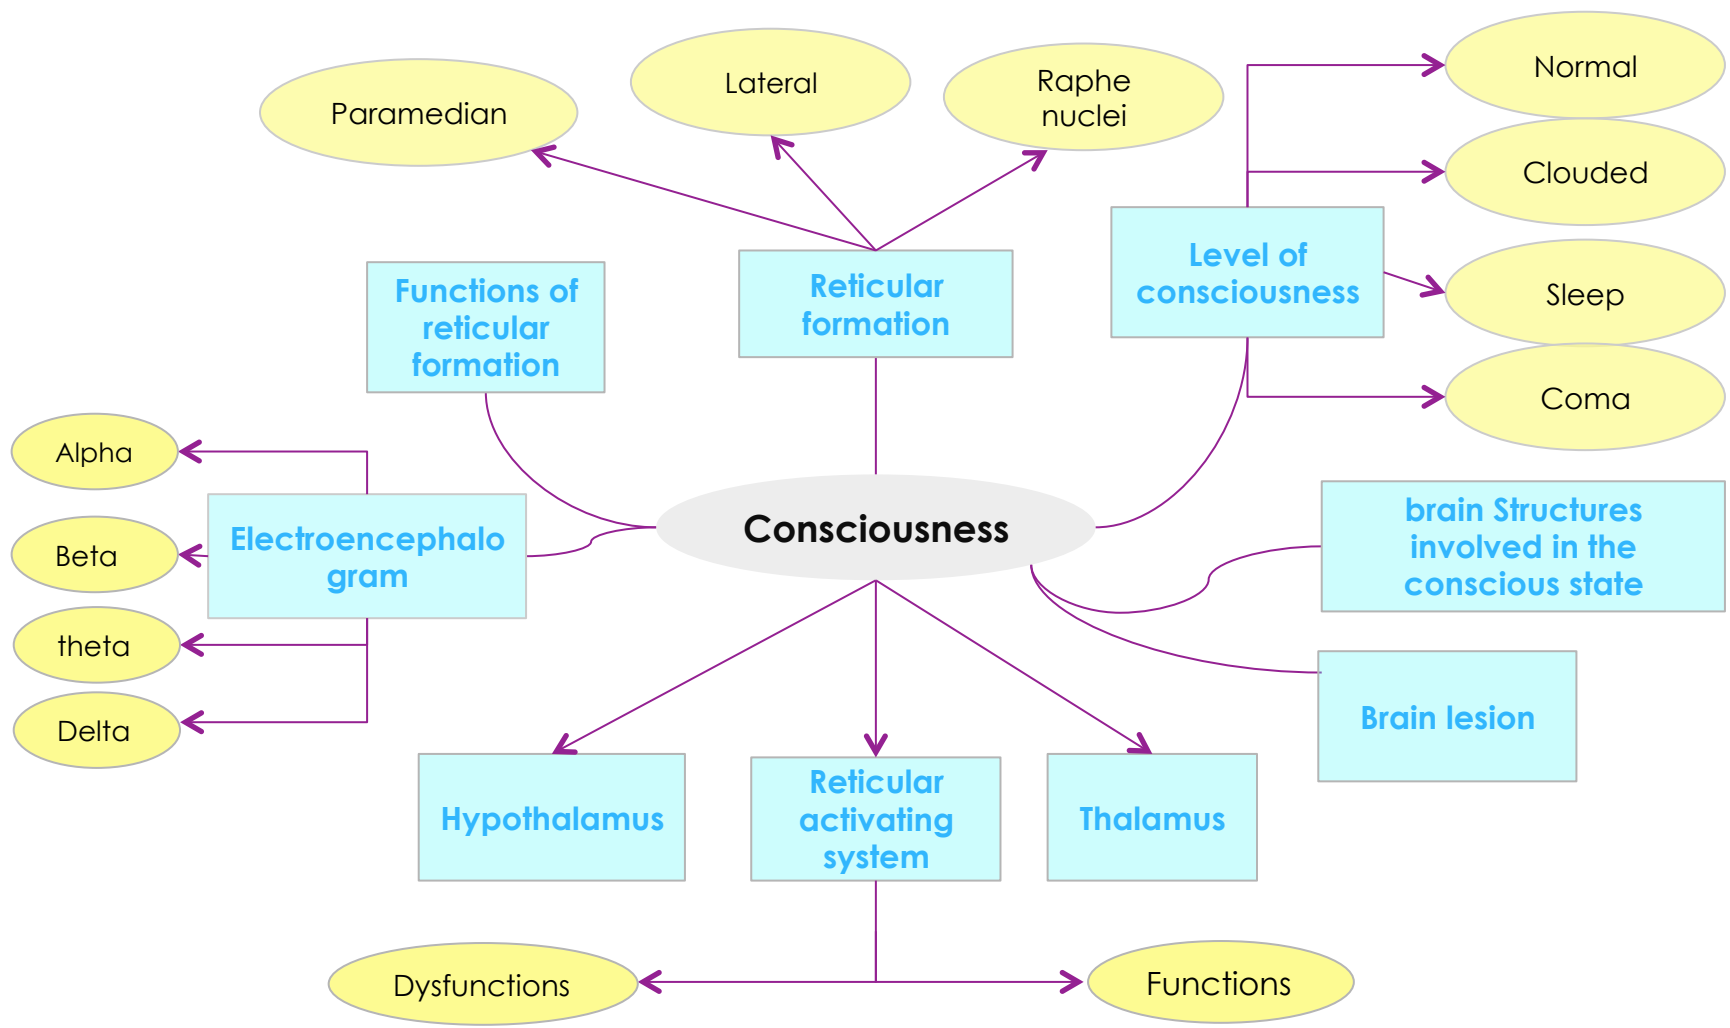 Paramedian
Lateral
Raphe
nuclei
Normal
Clouded
Sleep
Coma
Functions of
reticular
formation
Reticular
formation
Level of
consciousness
Alpha
Beta
theta
Delta
Electroencephalo
gram
Consciousness
brain Structures
involved in the
conscious state
Brain lesion
Hypothalamus
Reticular
activating
system
Thalamus
Dysfunctions
Functions